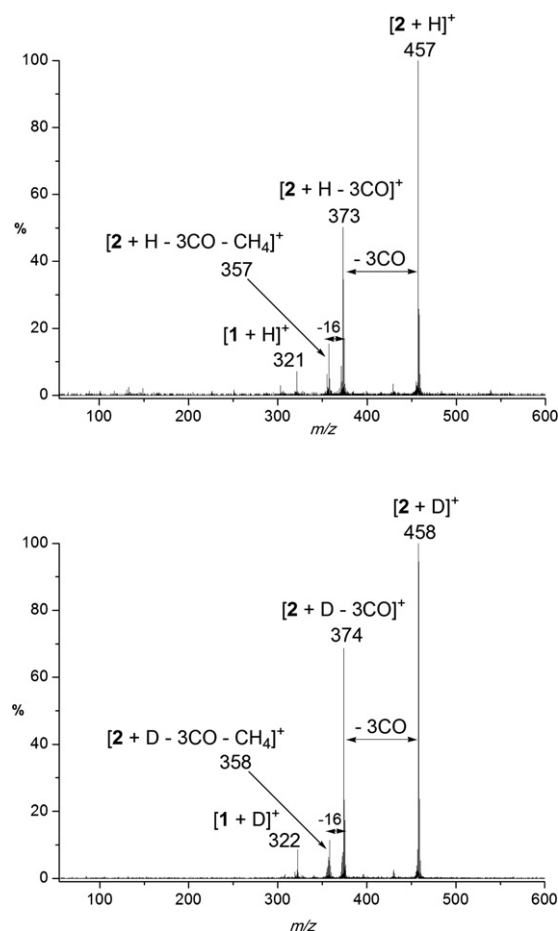 [2 + H]⁺
457
100
80
[2 + H - 3CO]⁺
373
60
%
[2 + H - 3CO - CH₄]⁺
- 3CO
357
40
[1 + H]⁺
-16
321
20
0
100 200 300 400 500 600
m/z
[2 + D]⁺
458
100
80
[2 + D - 3CO]⁺
374
60
%
- 3CO
[2 + D - 3CO - CH₄]⁺
40
358
[1 + D]⁺
-16
322
20
0
100 200 300 400 500 600
m/z